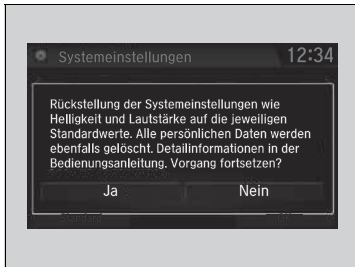 Systemeinstellungen
12:34
Rückstellung der Systemeinstellungen wie
Helligkeit und Lautstärke auf die jeweiligen
Standardwerte. Alle persönlichen Daten werden
ebenfalls gelöscht. Detailinformationen in der
Bedienungsanleitung. Vorgang fortsetzen?
Ja
Nein
Standard